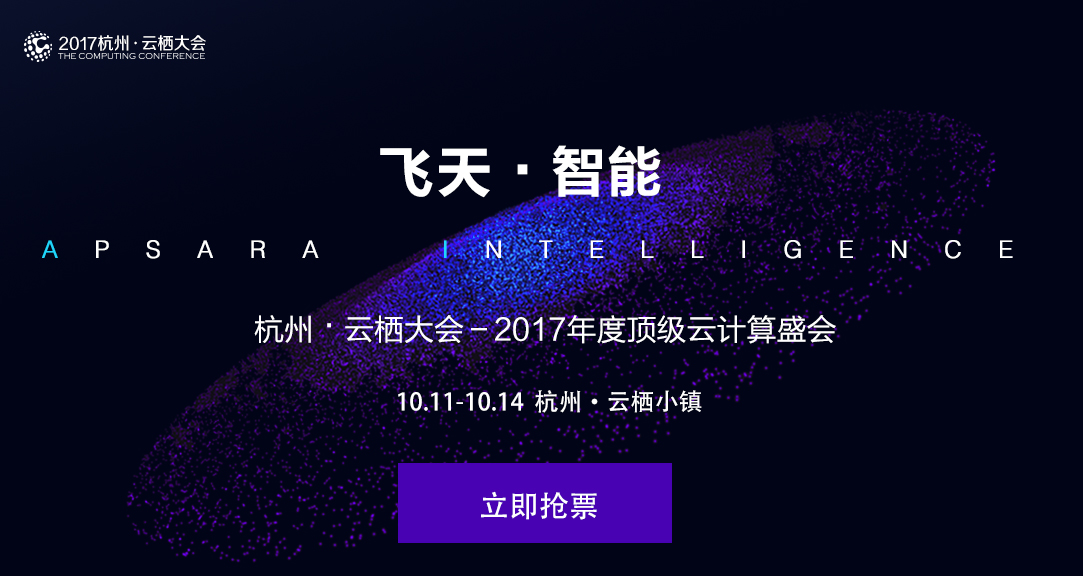 2017杭州·云栖大会
THE COMPUTING CONFERENCE
飞天·智能
APSARA INTELLIGENCE
杭州·云栖大会-2017年度顶级云计算盛会
10.11-10.14 杭州·云栖小镇
立即抢票